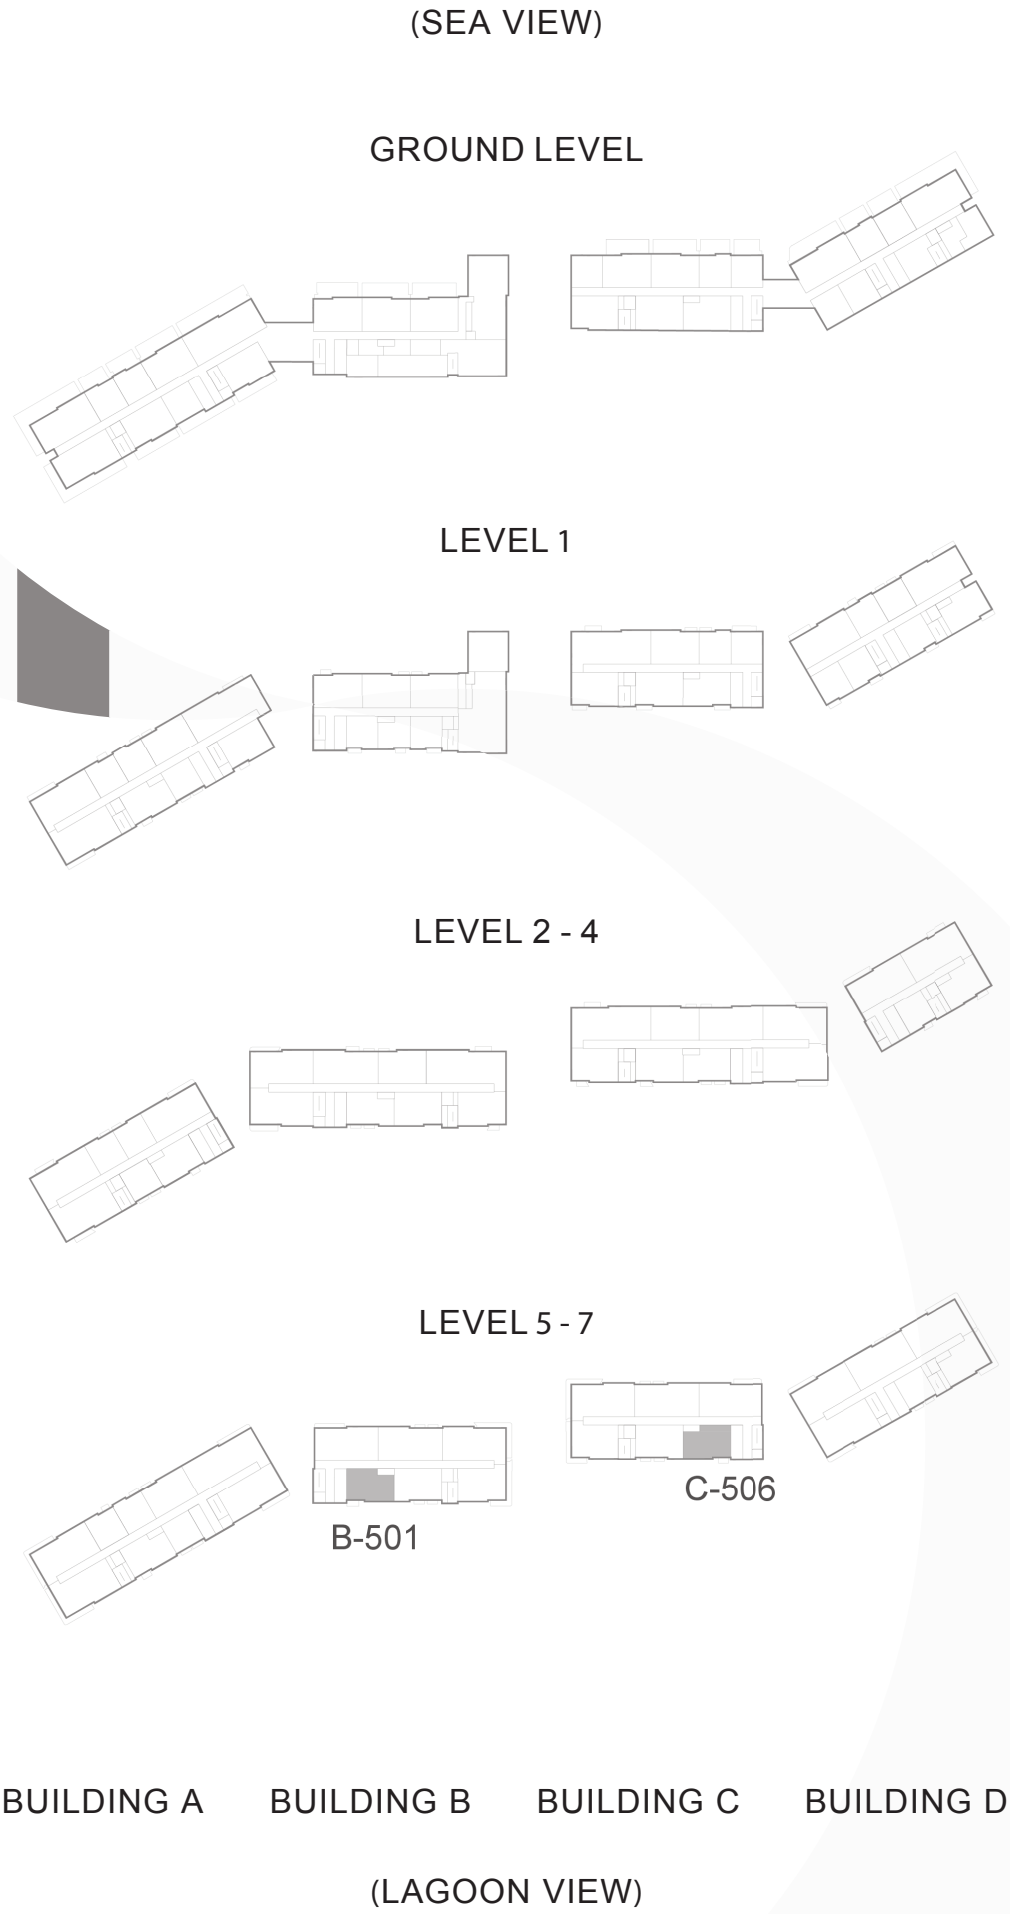 (SEA VIEW)
GROUND LEVEL
LEVEL 1
LEVEL 2 - 4
LEVEL 5 - 7
C-506
B-501
BUILDING A BUILDING B BUILDING C BUILDING D
(LAGOON VIEW)